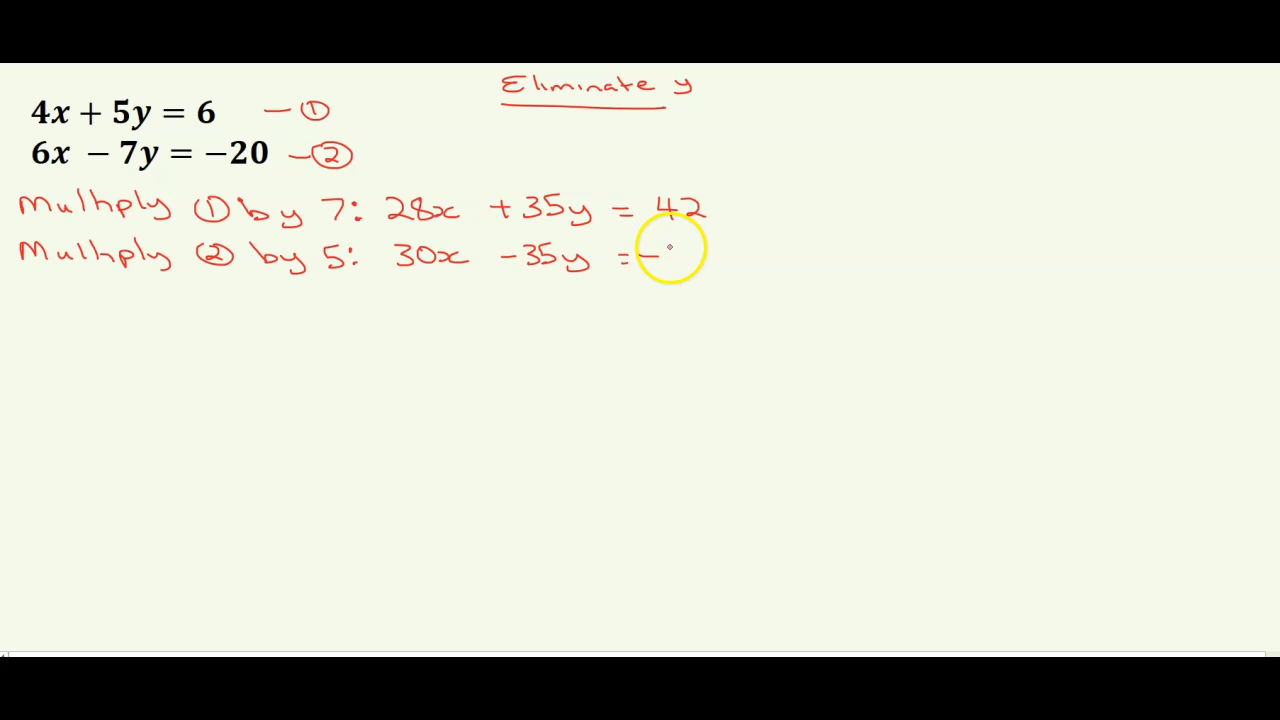 Eliminate y
4x + 5y = 6 — ①
6x − 7y = −20 — ②
Multiply ① by 7: 28x + 35y = 42
Multiply ② by 5: 30x − 35y = −